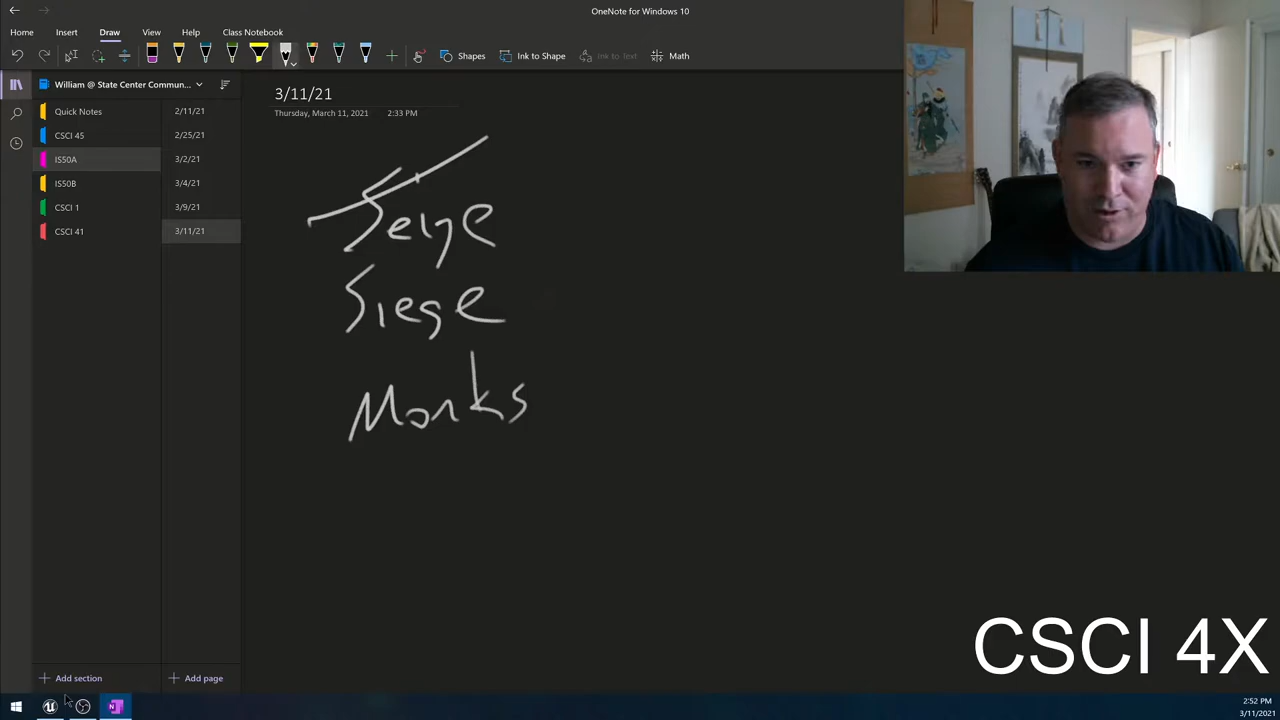 OneNote for Windows 10
Home Insert Draw View Help Class Notebook
Shapes Ink to Shape Ink to Text Math
William @ State Center Commun...
Quick Notes 2/11/21
CSCI 45 2/25/21
IS50A 3/2/21
IS50B 3/4/21
CSCI 1 3/9/21
CSCI 41 3/11/21
3/11/21
Thursday, March 11, 2021 2:33 PM
Seige
Siege
Monks
CSCI 4X
Add section Add page
2:52 PM
3/11/2021